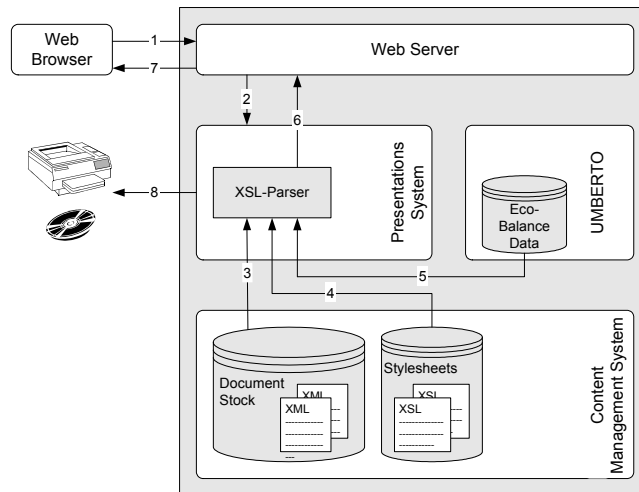 Web
Browser
1
7
Web Server
2
6
8
XSL-Parser
Presentations
System
Eco-
Balance
Data
UMBERTO
3
4
5
Document
Stock
XML
XML
Stylesheets
XSL
XSL
Content
Management System